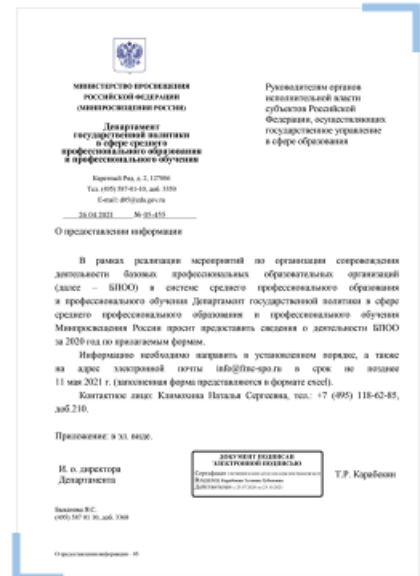 МИНИСТЕРСТВО ПРОСВЕЩЕНИЯ
РОССИЙСКОЙ ФЕДЕРАЦИИ
(МИНПРОСВЕЩЕНИЯ РОССИИ)
Департамент
государственной политики
в сфере среднего
профессионального образования
и профессионального обучения
Каретный Ряд, д. 2, 127006
Тел. (495) 587-01-10, доб. 3350
E-mail: d05@edu.gov.ru
26.04.2021 № 05-455
Руководителям органов
исполнительной власти
субъектов Российской
Федерации, осуществляющих
государственное управление
в сфере образования
О предоставлении информации
В рамках реализации мероприятий по организации сопровождения
деятельности базовых профессиональных образовательных организаций
(далее – БПОО) в системе среднего профессионального образования
и профессионального обучения Департамент государственной политики в сфере
среднего профессионального образования и профессионального обучения
Минпросвещения России просит предоставить сведения о деятельности БПОО
за 2020 год по прилагаемым формам.
Информацию необходимо направить в установленном порядке, а также
на адрес электронной почты info@fmc-spo.ru в срок не позднее
11 мая 2021 г. (заполненная форма представляется в формате excel).
Контактное лицо: Климохина Наталья Сергеевна, тел.: +7 (495) 118-62-85,
доб.210.
Приложение: в эл. виде.
И. о. директора
Департамента
ДОКУМЕНТ ПОДПИСАН
ЭЛЕКТРОННОЙ ПОДПИСЬЮ
Сертификат
Т.Р. Карабекян
(495) 587 01 10, доб. 3360
О предоставлении информации – 05